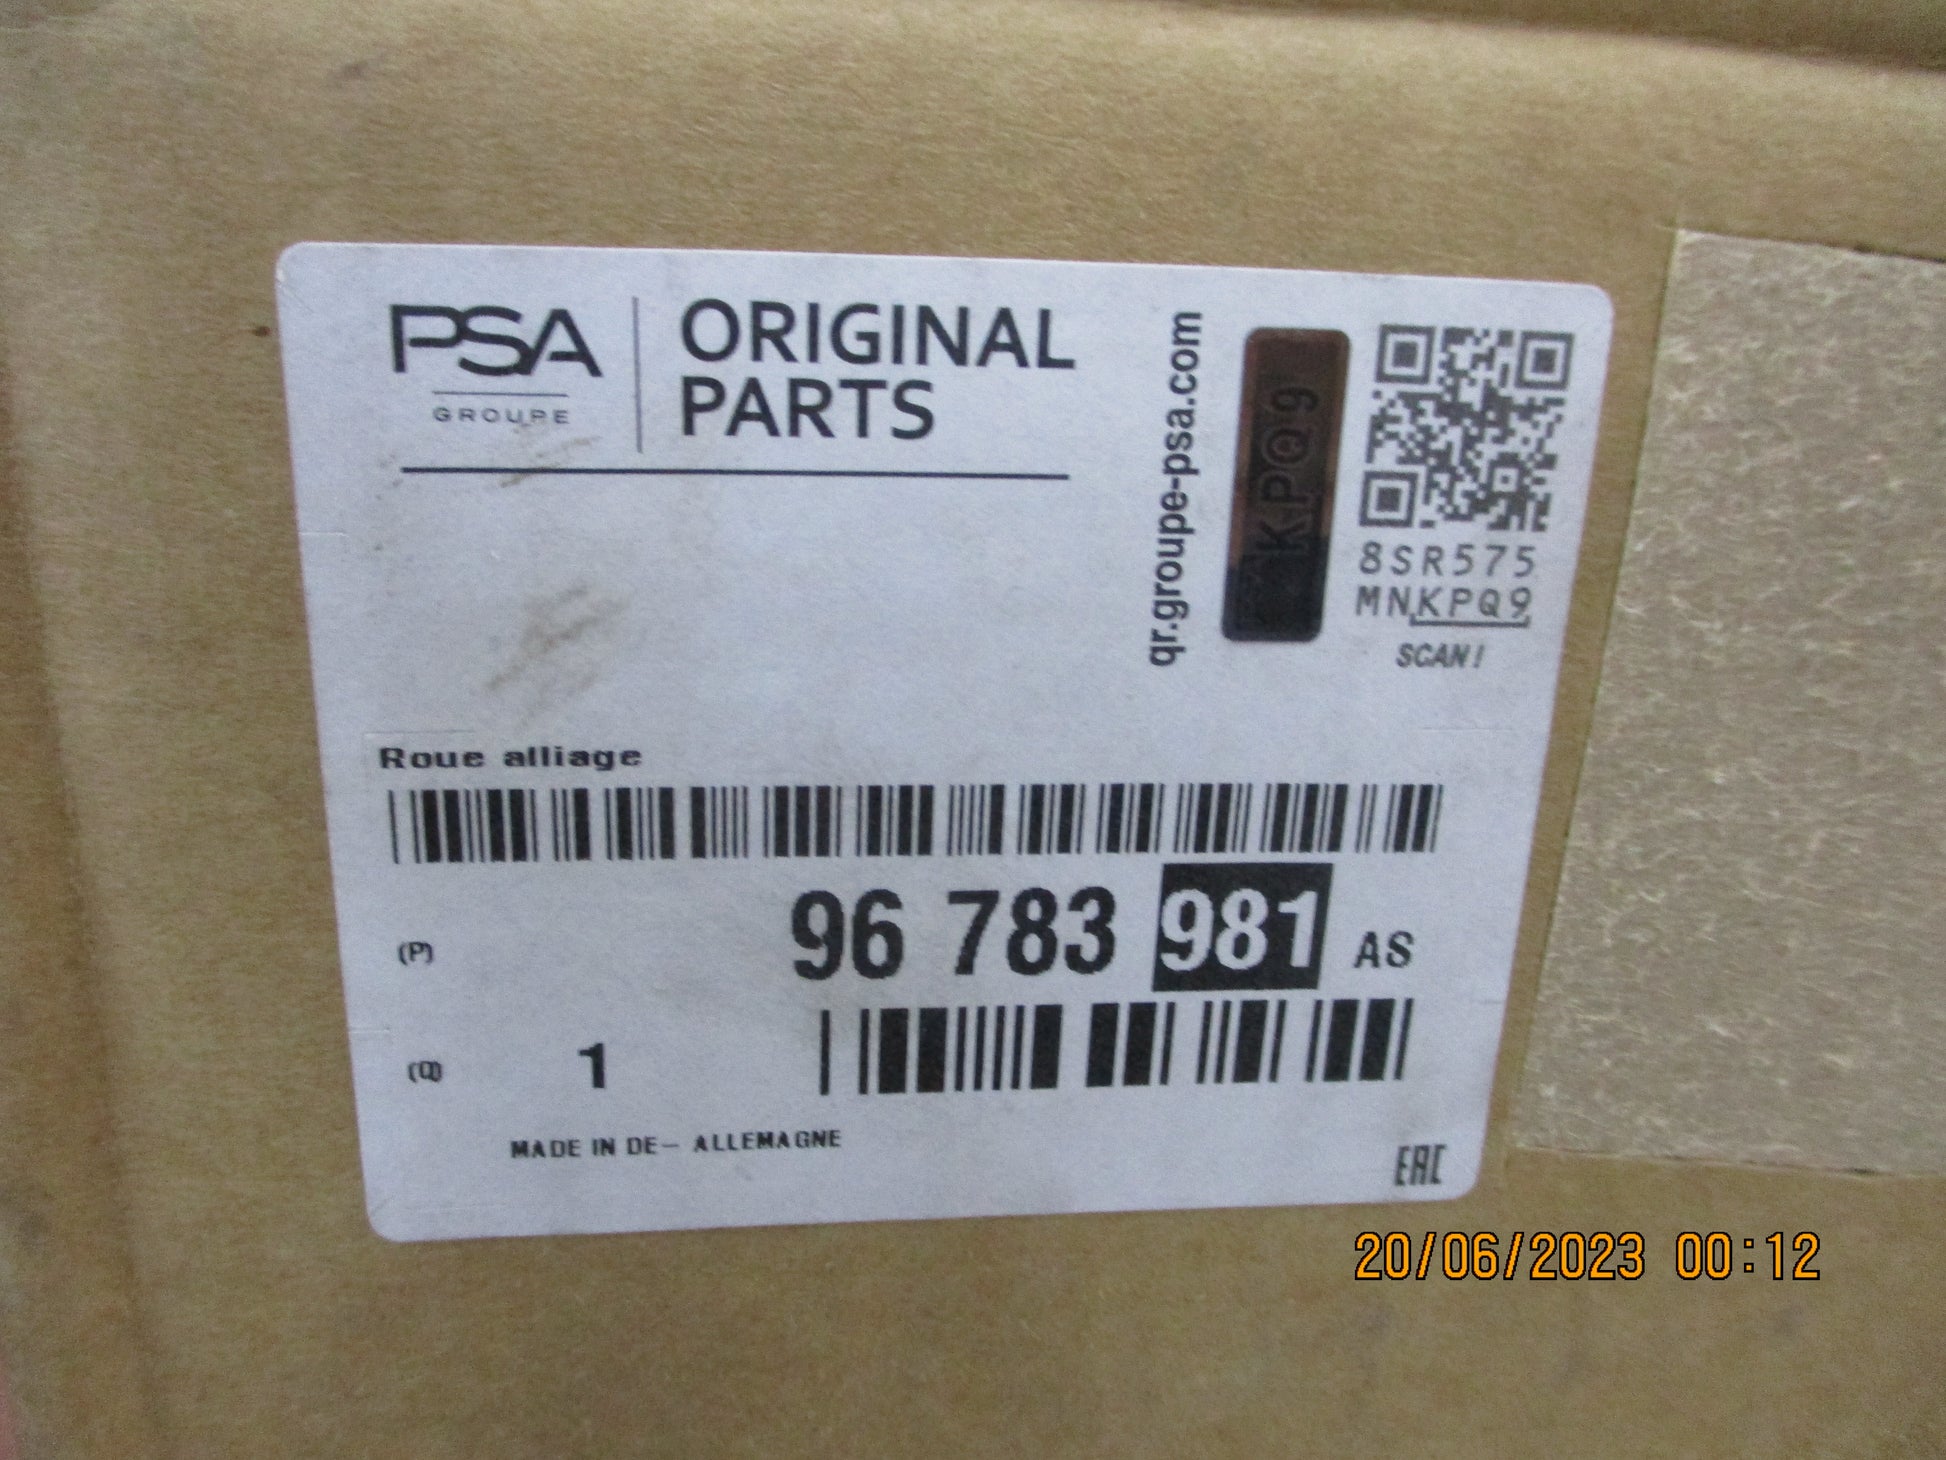 PSA
GROUPE
ORIGINAL
PARTS
qr.groupe-psa.com
KPQ9
8SR575
MNKPQ9
SCAN!
Roue alliage
(P)
96 783 981 AS
(Q)
1
MADE IN DE- ALLEMAGNE
EAC
20/06/2023 00:12